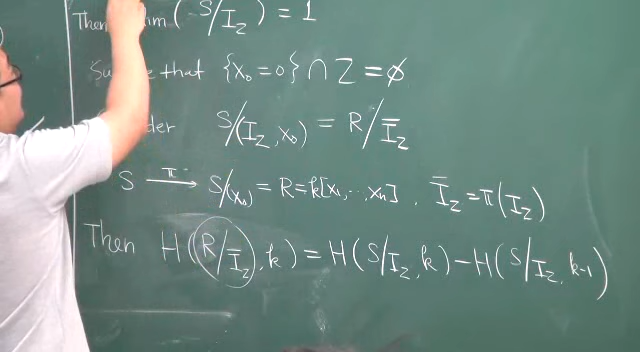 Then dim(S/I_Z) = 1
that {x_0 = 0} ∩ Z = ∅
S/(I_Z, x_0) = R/Ī_Z
S —π→ S/(x_0) = R = k[x_1, ..., x_n] . Ī_Z = π(I_Z)
Then H(R/Ī_Z, k) = H(S/I_Z, k) - H(S/I_Z, k-1)